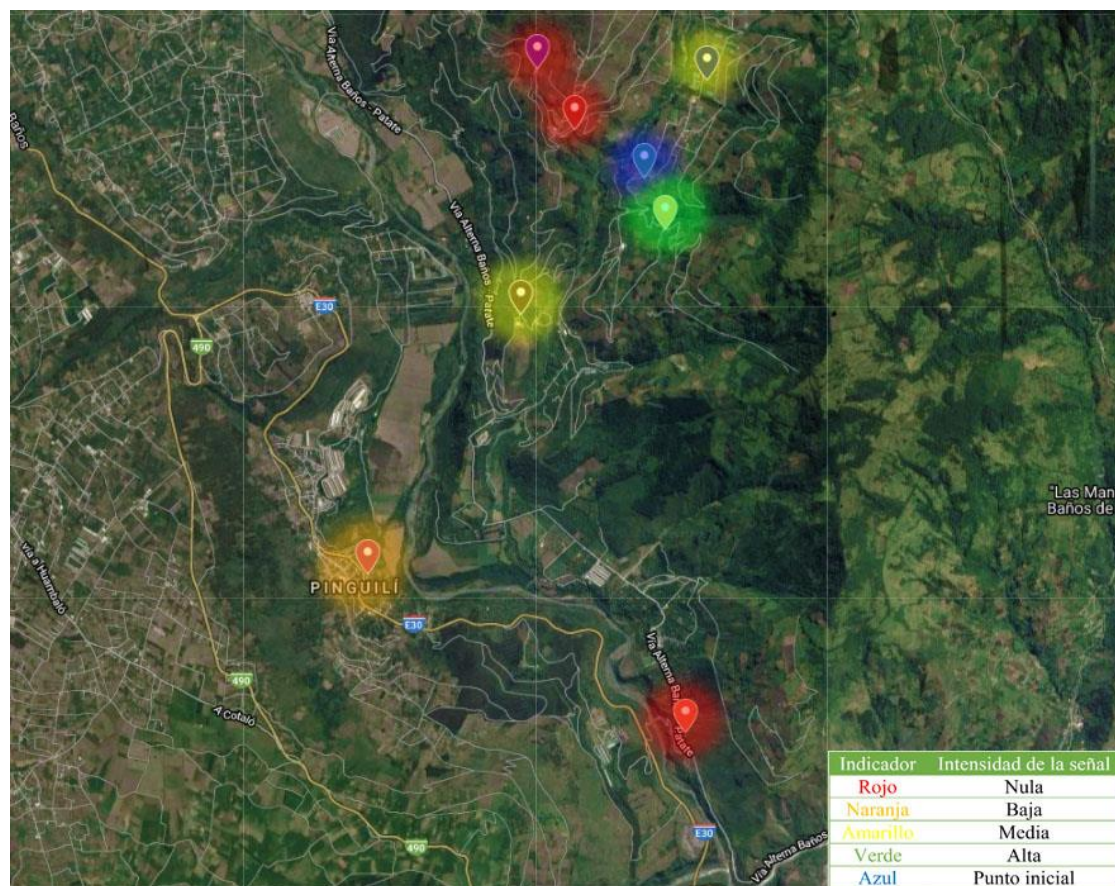 Vía Alterna Baños - Patate
Baños
Vía Alterna Baños - Patate
E30
490
"Las Man
Baños de
vía a Huambaló
PINGUILÍ
E30
Vía Alterna Baños - Patate
490
A Cotaló
E30
490
Vía Alterna Baños
Indicador Intensidad de la señal
Rojo Nula
Naranja Baja
Amarillo Media
Verde Alta
Azul Punto inicial